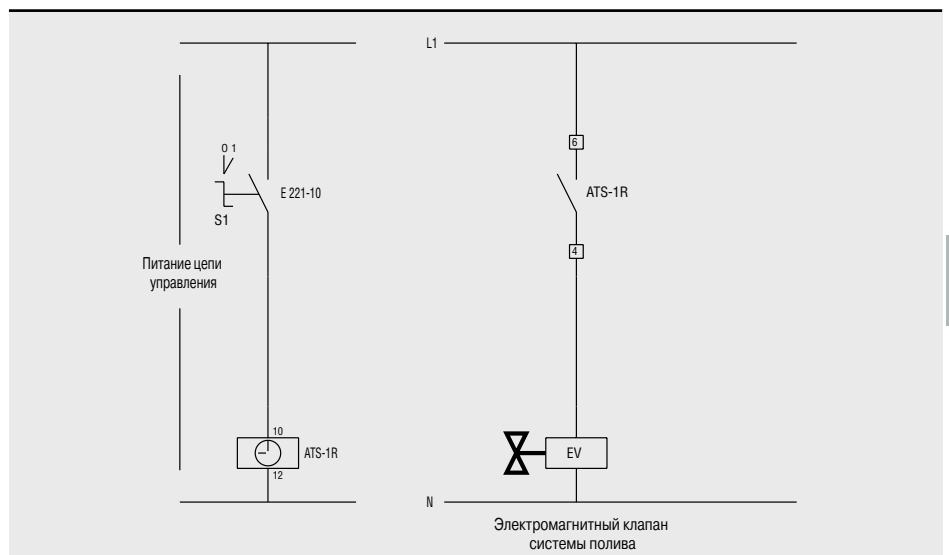 L1
6
0 1
E 221-10
ATS-1R
S1
4
Питание цепи
управления
10
ATS-1R
EV
12
N
Электромагнитный клапан
системы полива